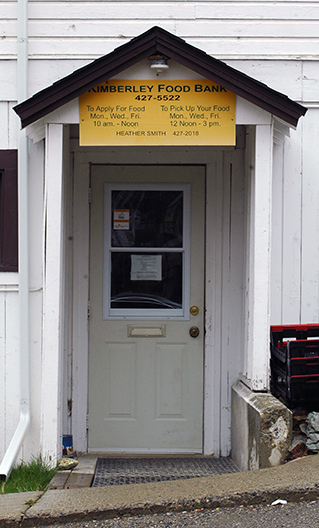 KIMBERLEY FOOD BANK
427-5522
To Apply For Food
Mon., Wed., Fri.
10 am. - Noon
To Pick Up Your Food
Mon., Wed., Fri.
12 Noon - 3 pm.
HEATHER SMITH 427-2018